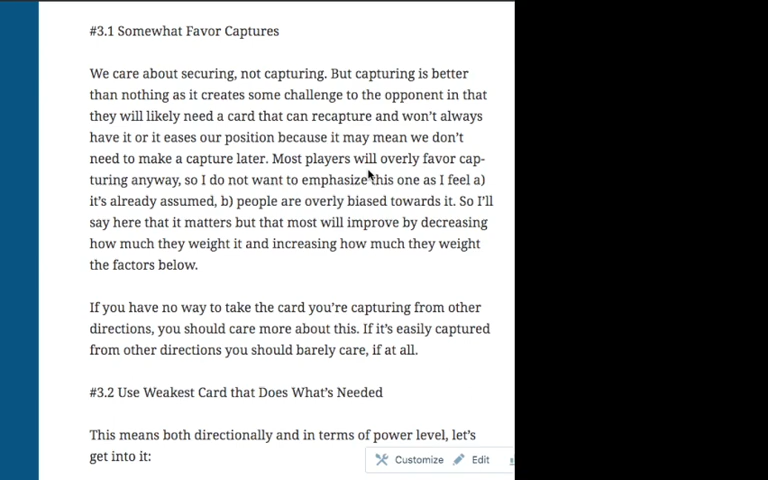 #3.1 Somewhat Favor Captures
We care about securing, not capturing. But capturing is better
than nothing as it creates some challenge to the opponent in that
they will likely need a card that can recapture and won’t always
have it or it eases our position because it may mean we don’t
need to make a capture later. Most players will overly favor cap-
turing anyway, so I do not want to emphasize this one as I feel a)
it’s already assumed, b) people are overly biased towards it. So I’ll
say here that it matters but that most will improve by decreasing
how much they weight it and increasing how much they weight
the factors below.
If you have no way to take the card you’re capturing from other
directions, you should care more about this. If it’s easily captured
from other directions you should barely care, if at all.
#3.2 Use Weakest Card that Does What’s Needed
This means both directionally and in terms of power level, let’s
get into it:
Customize Edit